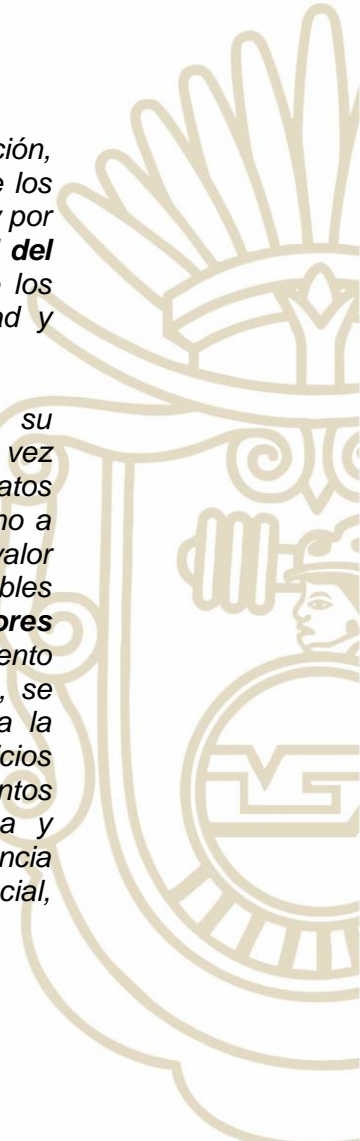 ción,
e los
y por
del
e los
ad y
su
vez
atos
no a
valor
bles
ores
ento
, se
a la
icios
ntos
a y
ncia
cial,